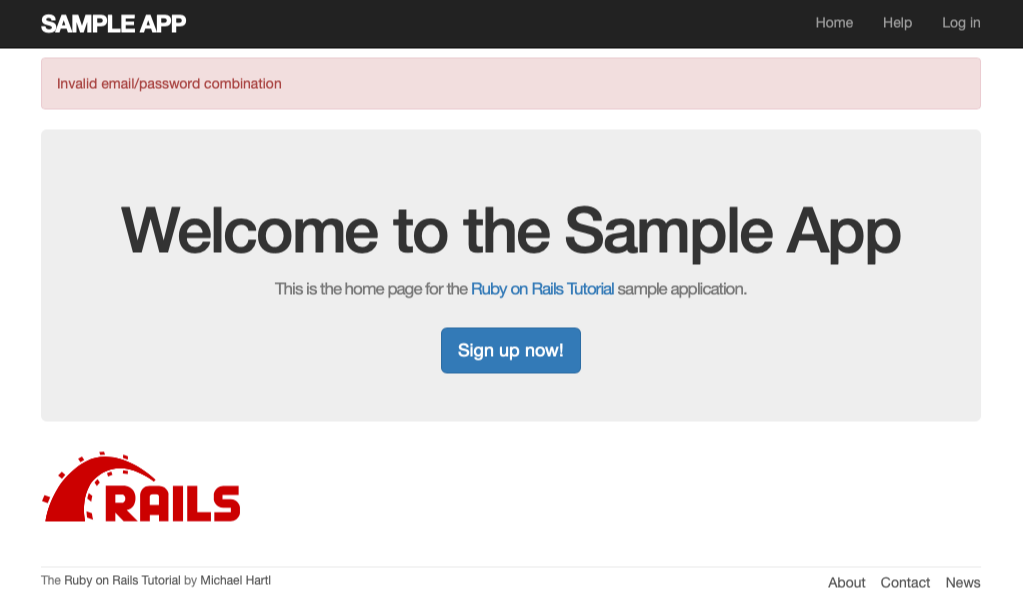 SAMPLE APP
Home Help Log in
Invalid email/password combination
Welcome to the Sample App
This is the home page for the Ruby on Rails Tutorial sample application.
Sign up now!
RAILS
The Ruby on Rails Tutorial by Michael Hartl
About Contact News